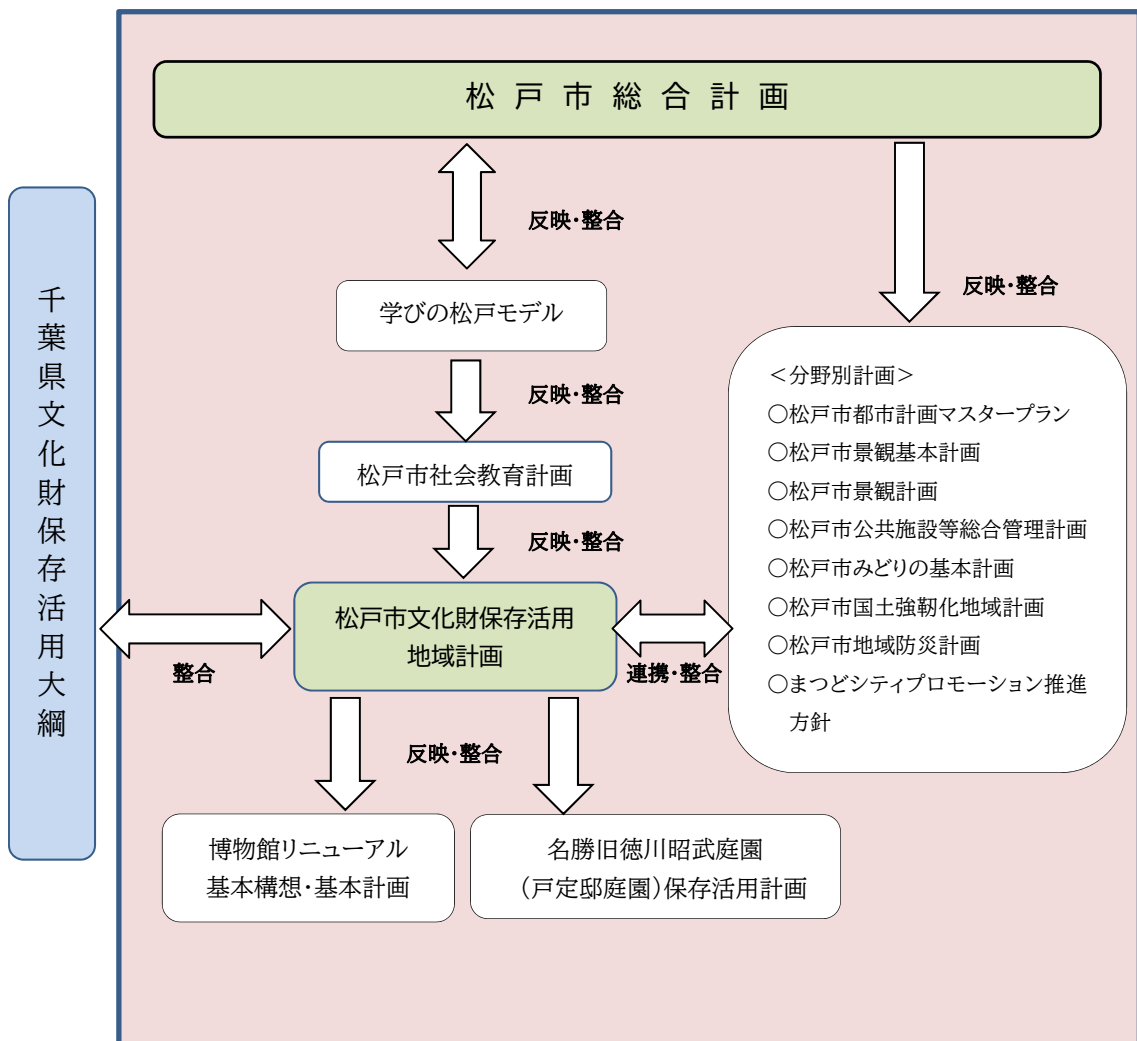 松戸市総合計画
千葉県文化財保存活用大綱
反映・整合
学びの松戸モデル
反映・整合
松戸市社会教育計画
反映・整合
松戸市文化財保存活用
地域計画
整合
連携・整合
反映・整合
＜分野別計画＞
○松戸市都市計画マスタープラン
○松戸市景観基本計画
○松戸市景観計画
○松戸市公共施設等総合管理計画
○松戸市みどりの基本計画
○松戸市国土強靭化地域計画
○松戸市地域防災計画
○まつどシティプロモーション推進
方針
反映・整合
博物館リニューアル
基本構想・基本計画
名勝旧徳川昭武庭園
（戸定邸庭園）保存活用計画